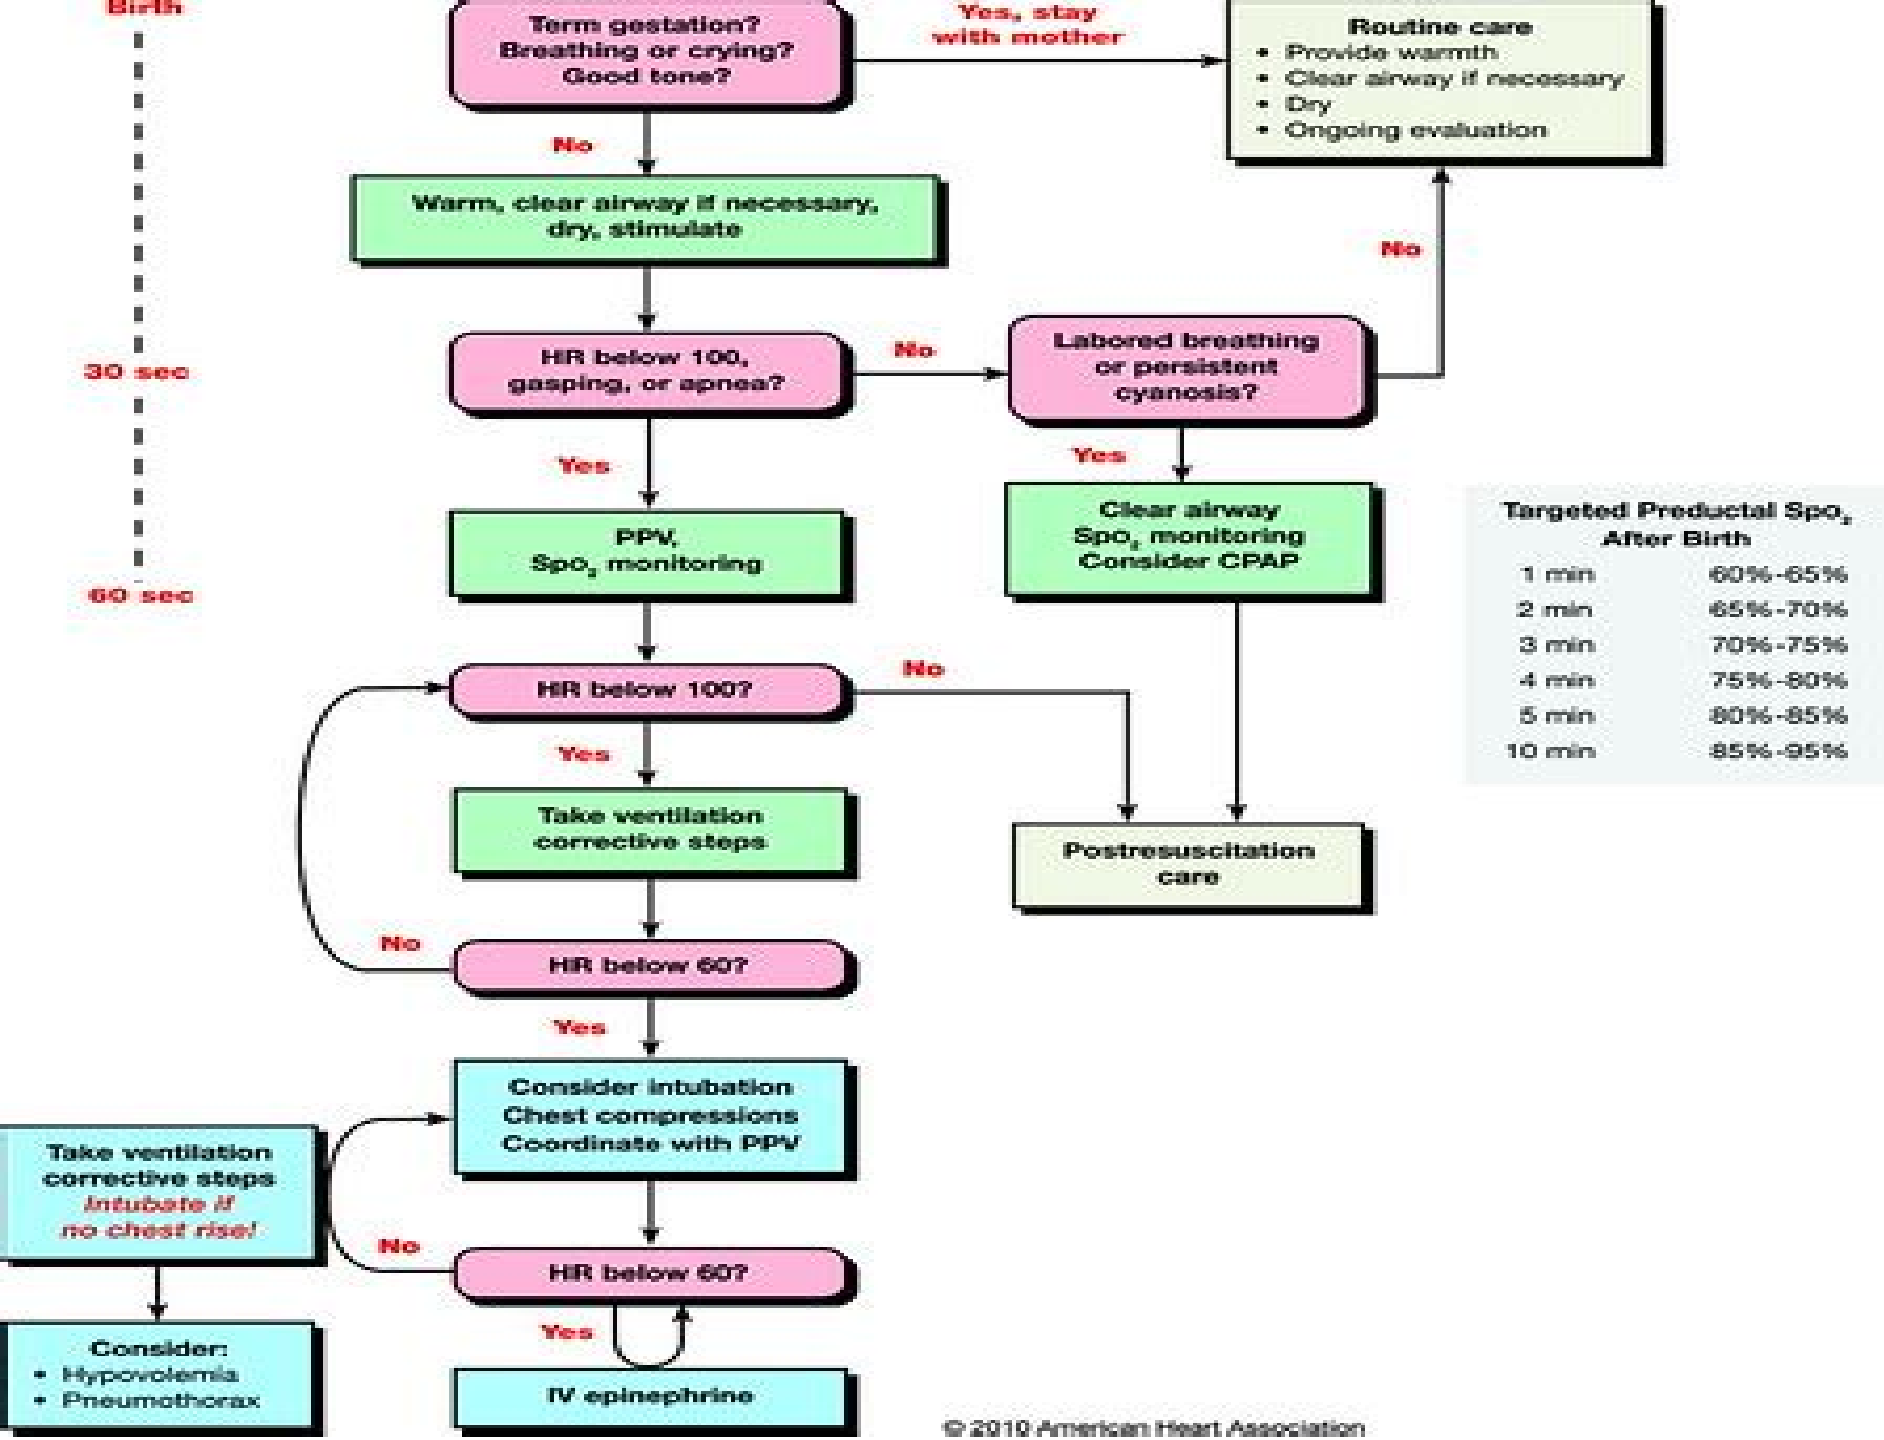 Birth
Term gestation?
Breathing or crying?
Good tone?
Yes, stay
with mother
Routine care
• Provide warmth
• Clear airway if necessary
• Dry
• Ongoing evaluation
No
Warm, clear airway if necessary,
dry, stimulate
No
30 sec
HR below 100,
gasping, or apnea?
No
Labored breathing
or persistent
cyanosis?
Yes
Yes
PPV,
Spo₂ monitoring
Clear airway
Spo₂ monitoring
Consider CPAP
60 sec
Targeted Preductal Spo₂
After Birth
1 min 60%-65%
2 min 65%-70%
3 min 70%-75%
4 min 75%-80%
5 min 80%-85%
10 min 85%-95%
HR below 100?
No
Yes
Take ventilation
corrective steps
Postresuscitation
care
No
HR below 60?
Yes
Consider intubation
Chest compressions
Coordinate with PPV
Take ventilation
corrective steps
Intubate if
no chest rise!
No
HR below 60?
Yes
Consider:
• Hypovolemia
• Pneumothorax
IV epinephrine
© 2010 American Heart Association